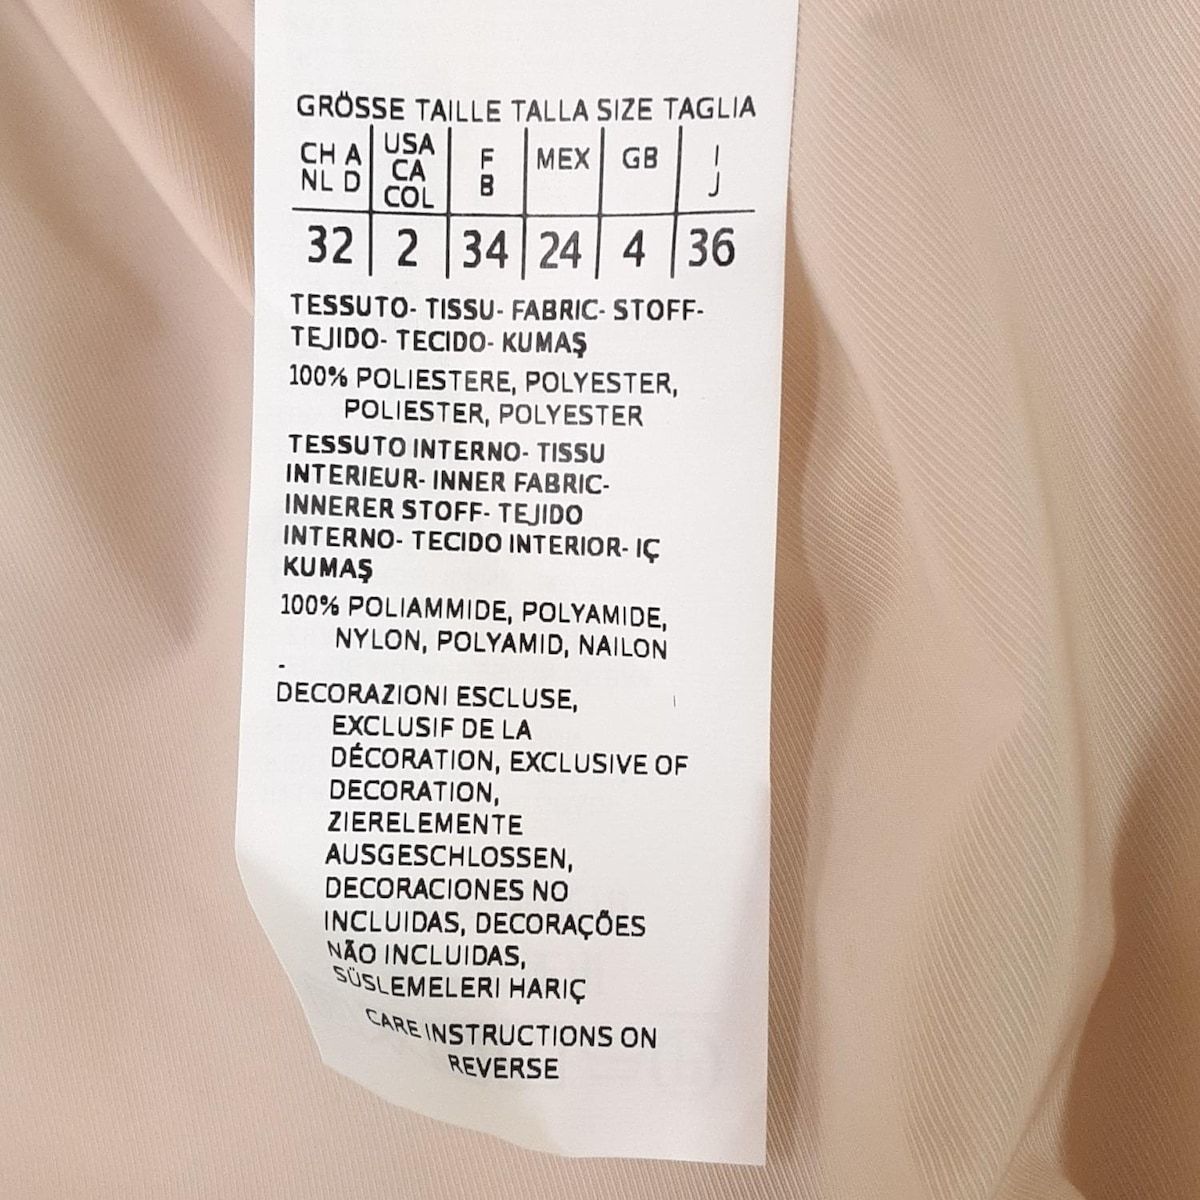 GRÖSSE TAILLE TALLA SIZE TAGLIA
CH A NL D | USA CA COL | F B | MEX | GB | I J
32 | 2 | 34 | 24 | 4 | 36
TESSUTO- TISSU- FABRIC- STOFF-
TEJIDO- TECIDO- KUMAŞ
100% POLIESTERE, POLYESTER,
POLIESTER, POLYESTER
TESSUTO INTERNO- TISSU
INTERIEUR- INNER FABRIC-
INNERER STOFF- TEJIDO
INTERNO- TECIDO INTERIOR- IÇ
KUMAŞ
100% POLIAMMIDE, POLYAMIDE,
NYLON, POLYAMID, NAILON
-
DECORAZIONI ESCLUSE,
EXCLUSIF DE LA
DÉCORATION, EXCLUSIVE OF
DECORATION,
ZIERELEMENTE
AUSGESCHLOSSEN,
DECORACIONES NO
INCLUIDAS, DECORAÇÕES
NÃO INCLUIDAS,
SÜSLEMELERI HARIÇ
CARE INSTRUCTIONS ON
REVERSE